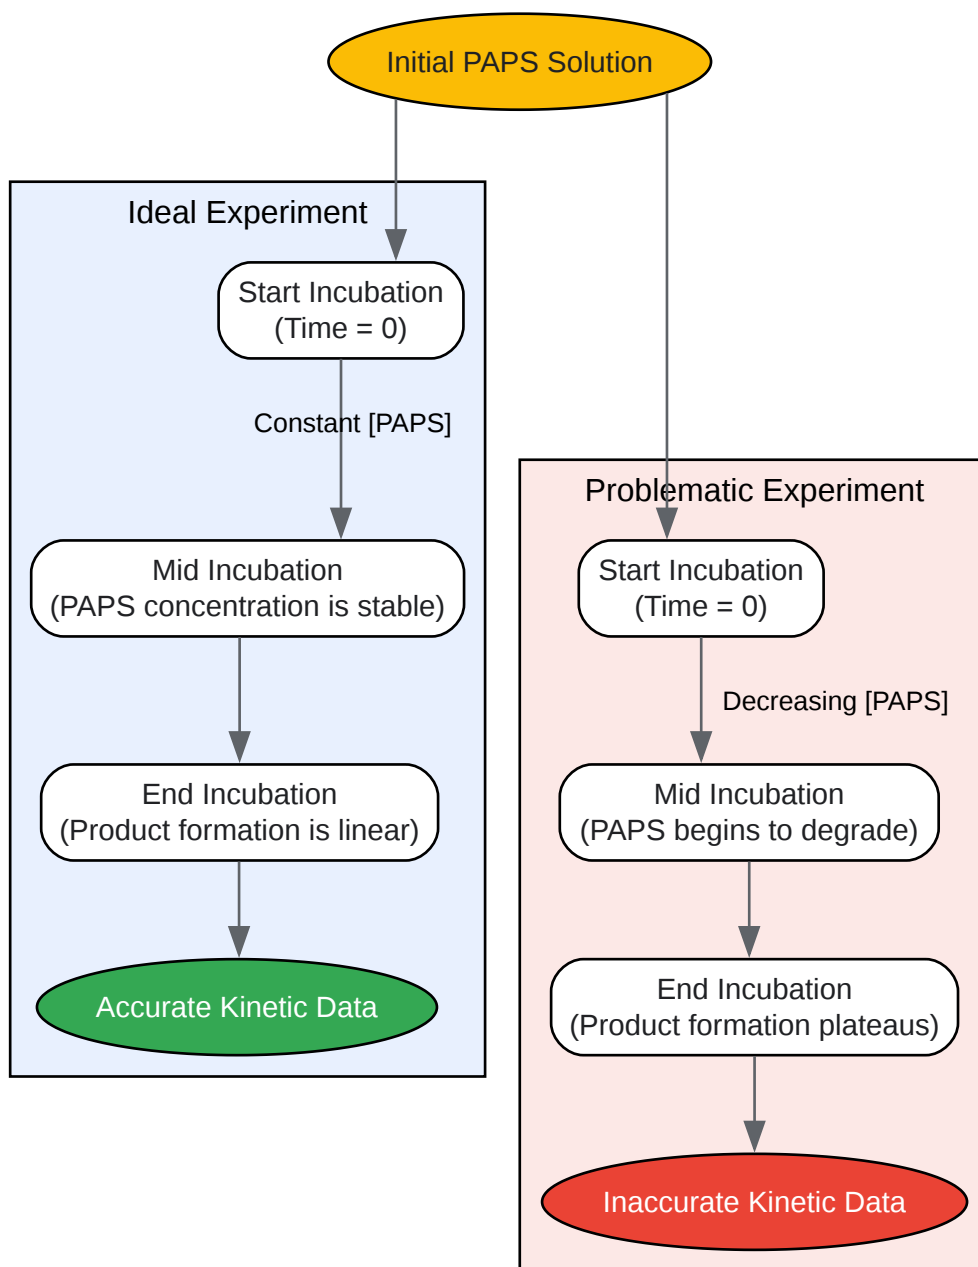 Initial PAPS Solution
Ideal Experiment
Start Incubation
(Time = 0)
Constant [PAPS]
Mid Incubation
(PAPS concentration is stable)
End Incubation
(Product formation is linear)
Accurate Kinetic Data
Problematic Experiment
Start Incubation
(Time = 0)
Decreasing [PAPS]
Mid Incubation
(PAPS begins to degrade)
End Incubation
(Product formation plateaus)
Inaccurate Kinetic Data